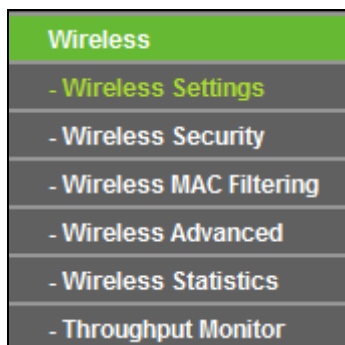 Wireless
- Wireless Settings
- Wireless Security
- Wireless MAC Filtering
- Wireless Advanced
- Wireless Statistics
- Throughput Monitor